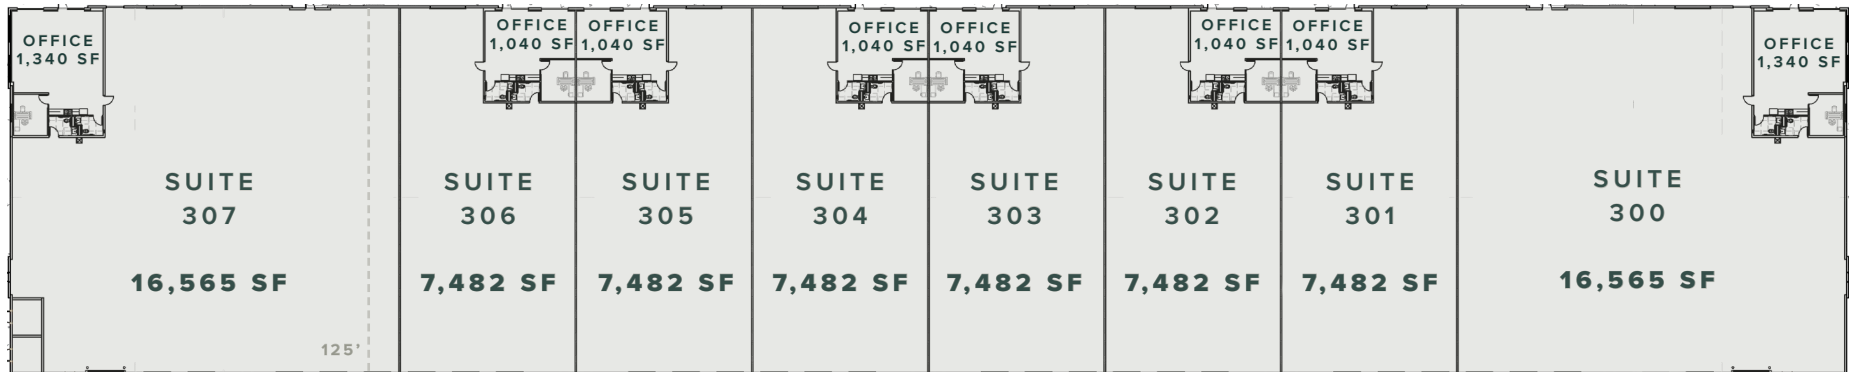 OFFICE
1,340 SF
OFFICE
1,040 SF
OFFICE
1,040 SF
OFFICE
1,040 SF
OFFICE
1,040 SF
OFFICE
1,040 SF
OFFICE
1,040 SF
OFFICE
1,340 SF
SUITE
307
16,565 SF
SUITE
306
7,482 SF
SUITE
305
7,482 SF
SUITE
304
7,482 SF
SUITE
303
7,482 SF
SUITE
302
7,482 SF
SUITE
301
7,482 SF
SUITE
300
16,565 SF
125'